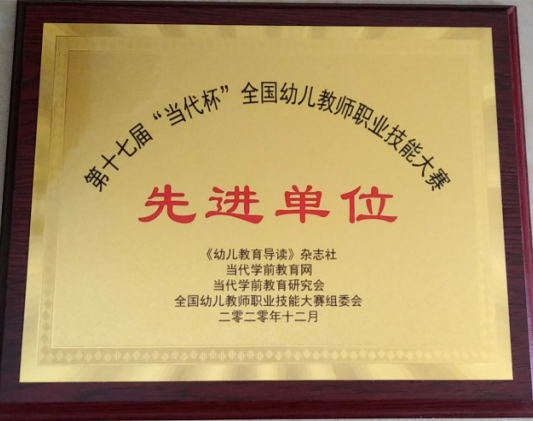 第十七届“当代杯”全国幼儿教师职业技能大赛
先进单位
《幼儿教育导读》杂志社
当代学前教育网
当代学前教育研究会
全国幼儿教师职业技能大赛组委会
二零二零年十二月